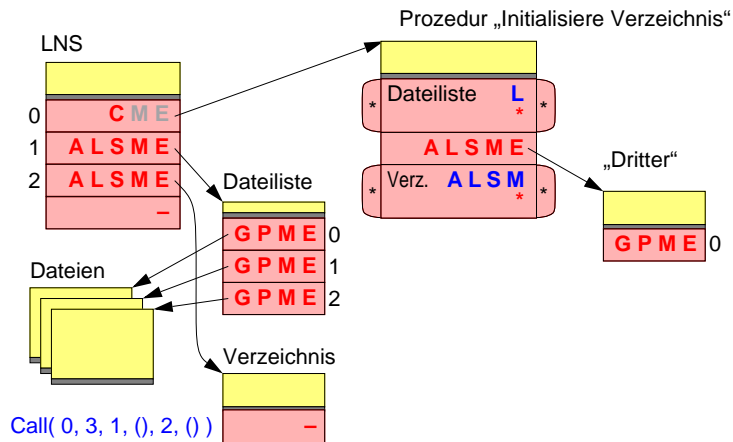 Prozedur „Initialisiere Verzeichnis“
LNS
0 C M E
1 A L S M E
2 A L S M E
–
* Dateiliste L *
*
A L S M E
* Verz. A L S M *
*
„Dritter“
G P M E 0
Dateiliste
G P M E 0
G P M E 1
G P M E 2
Dateien
Verzeichnis
–
Call( 0, 3, 1, (), 2, () )